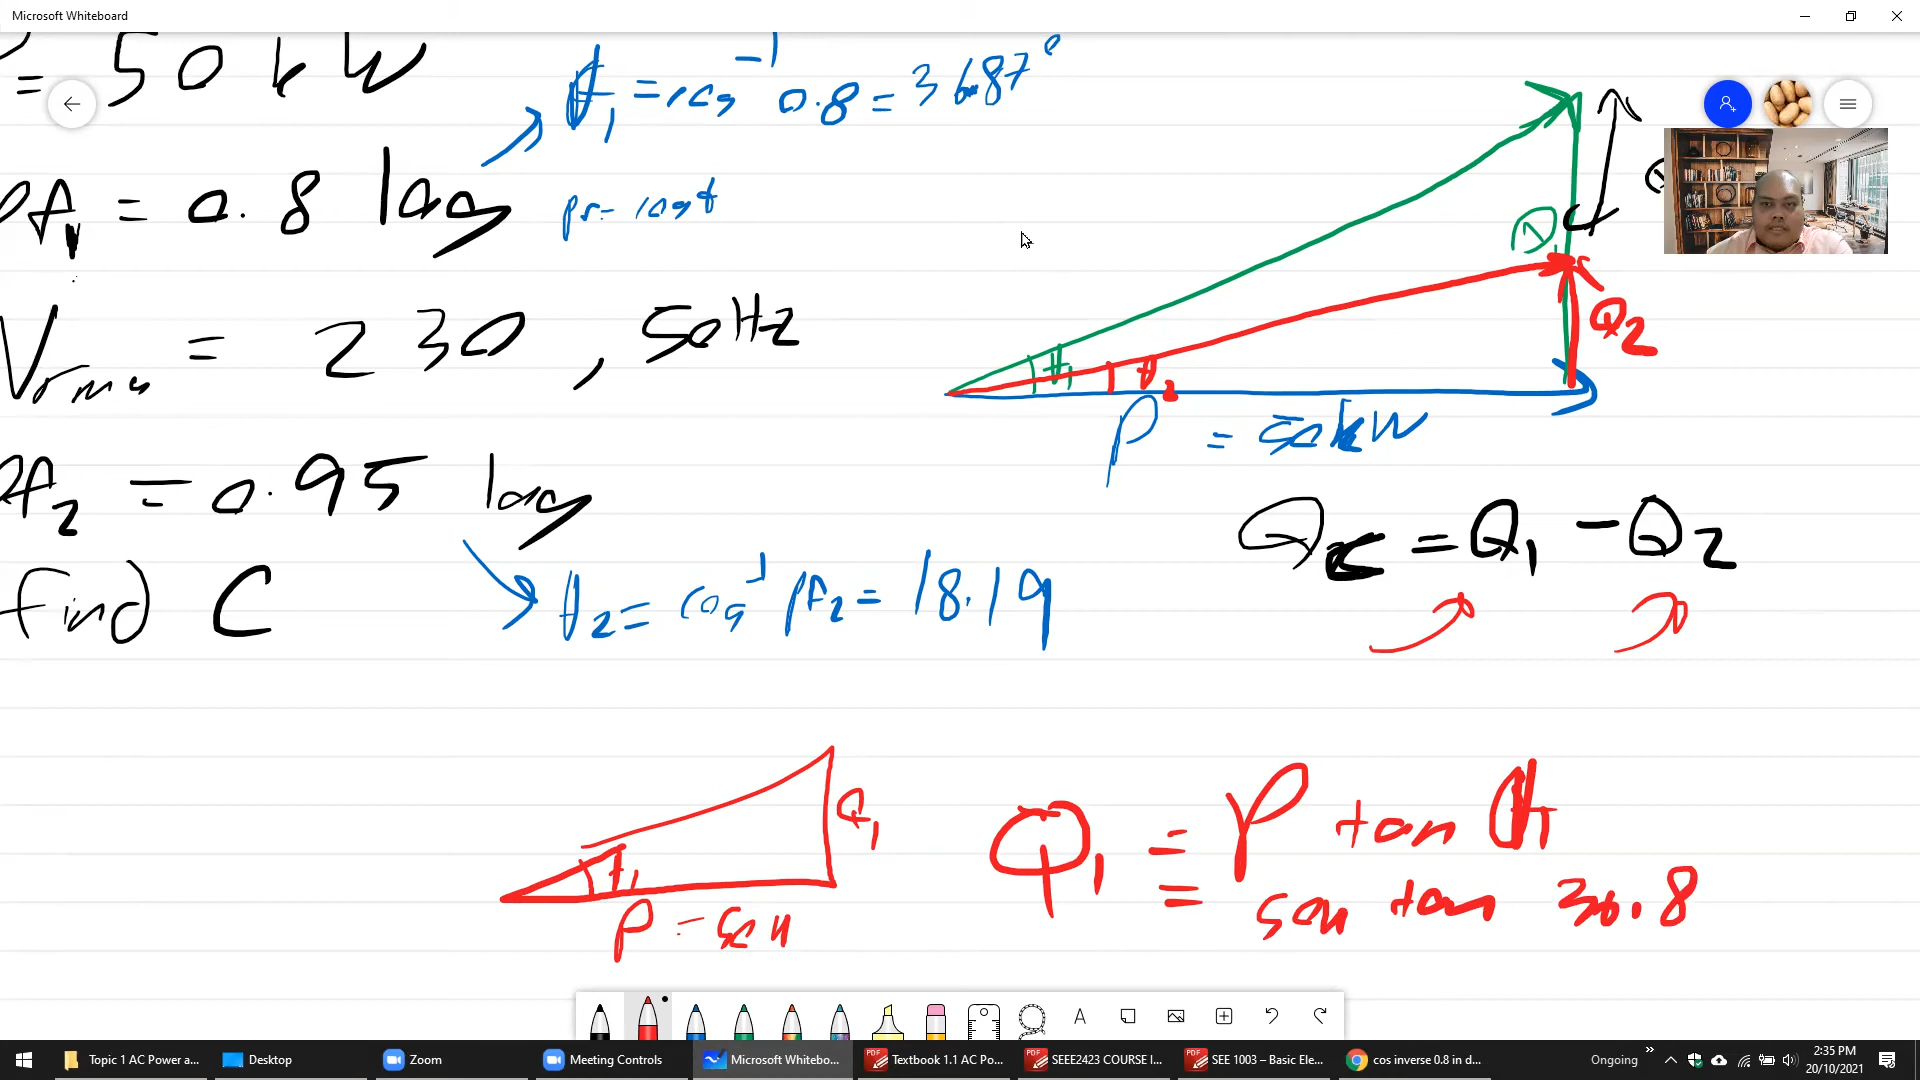 Microsoft Whiteboard
P = 50 kW
θ1 = cos -1 0.8 = 36.87°
Pf1 = 0.8 lag
pf = cos θ
Vrms = 230, 50Hz
Pf2 = 0.95 lag
find C
θ2 = cos -1 pf2 = 18.19
θ1
θ2
Q1
Q2
P = 50kW
Qc = Q1 - Q2
θ1
Q1
P = 50k
Q1 = P tan θ1
= 50k tan 36.8
Topic 1 AC Power a...
Desktop
Zoom
Meeting Controls
Microsoft Whitebo...
Textbook 1.1 AC Po...
SEEE2423 COURSE I...
SEE 1003 – Basic Ele...
cos inverse 0.8 in d...
Ongoing
2:35 PM
20/10/2021